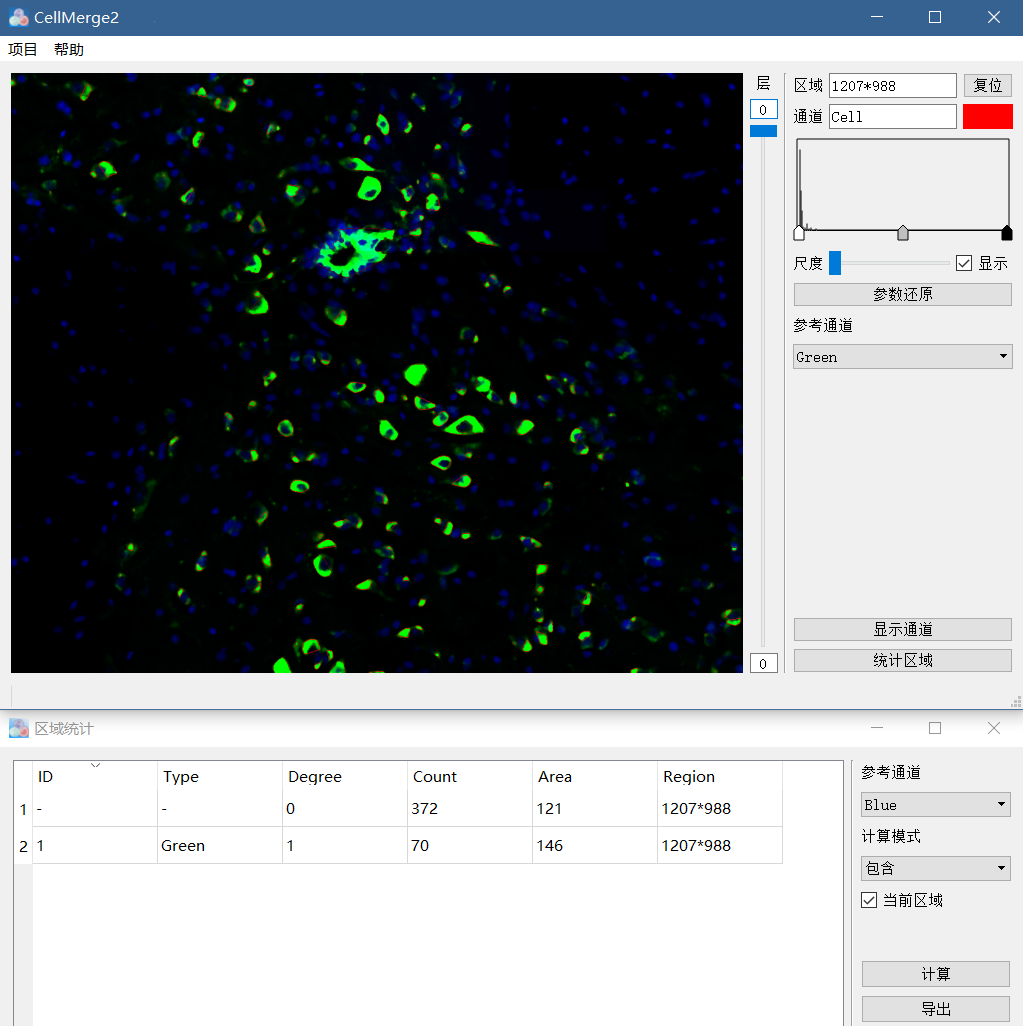 CellMerge2
项目 帮助
层
0
0
区域 1207*988 复位
通道 Cell
尺度 显示
参数还原
参考通道
Green
显示通道
统计区域
区域统计
ID Type Degree Count Area Region
1 - - 0 372 121 1207*988
2 1 Green 1 70 146 1207*988
参考通道
Blue
计算模式
包含
当前区域
计算
导出